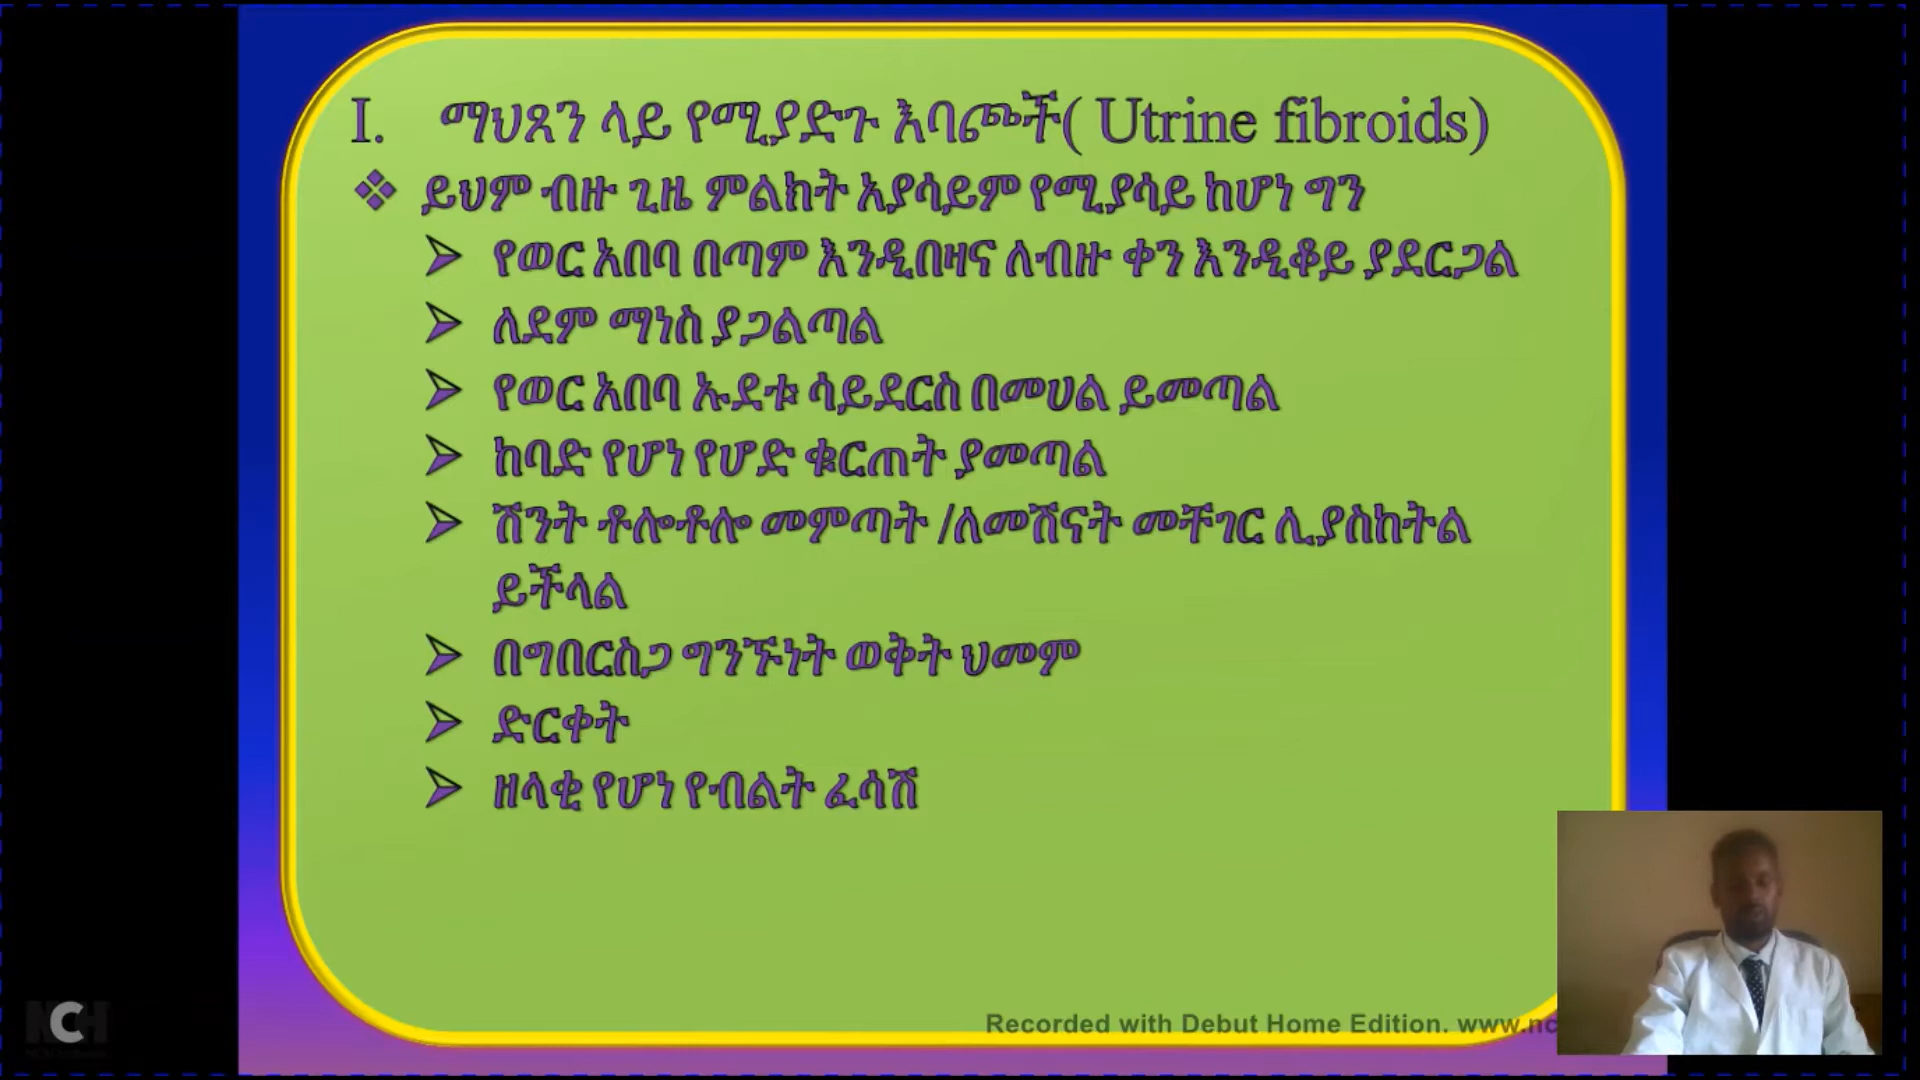 I. ማህጸን ላይ የሚያድጉ እባጮች( Utrine fibroids)
❖ ይህም ብዙ ጊዜ ምልክት አያሳይም የሚያሳይ ከሆነ ግን
➢ የወር አበባ በጣም እንዲበዛና ለብዙ ቀን እንዲቆይ ያደርጋል
➢ ለደም ማነስ ያጋልጣል
➢ የወር አበባ ኡደቱ ሳይደርስ በመሀል ይመጣል
➢ ከባድ የሆነ የሆድ ቁርጠት ያመጣል
➢ ሽንት ቶሎቶሎ መምጣት /ለመሽናት መቸገር ሊያስከትል
ይችላል
➢ በግበርስጋ ግንኙነት ወቅት ህመም
➢ ድርቀት
➢ ዘላቂ የሆነ የብልት ፈሳሽ
Recorded with Debut Home Edition. www.nc
NCH